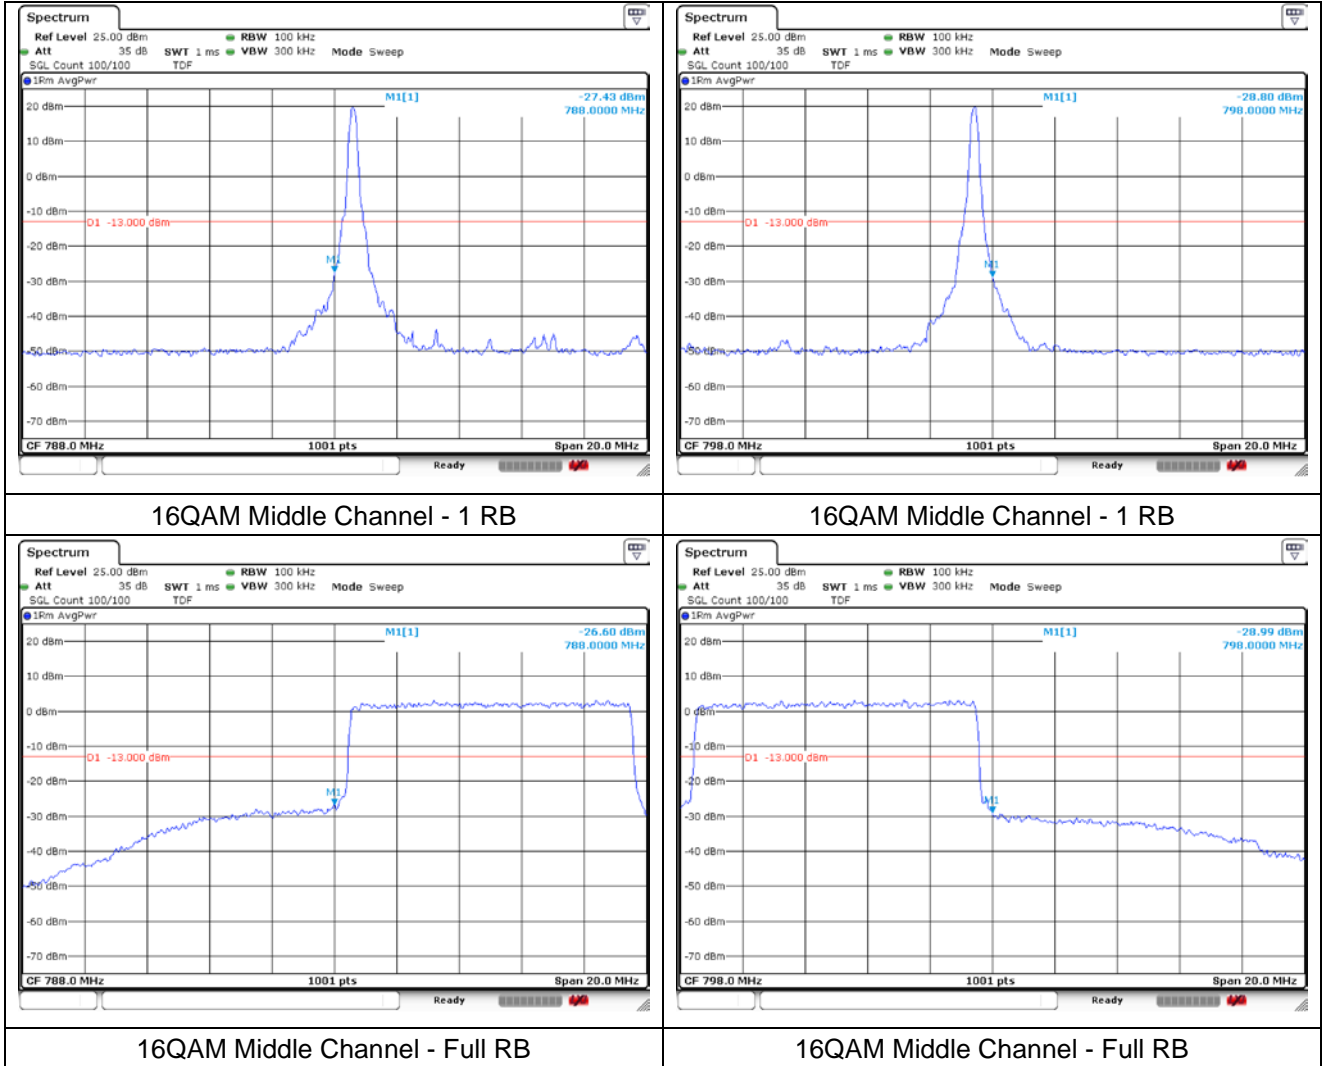 Spectrum
Ref Level 25.00 dBm RBW 100 kHz
Att 35 dB SWT 1 ms VBW 300 kHz Mode Sweep
SGL Count 100/100 TDF
1Rm AvgPwr
M1[1] -27.43 dBm
788.0000 MHz
20 dBm
10 dBm
0 dBm
-10 dBm
D1 -13.000 dBm
-20 dBm
M1
-30 dBm
-40 dBm
-50 dBm
-60 dBm
-70 dBm
CF 788.0 MHz 1001 pts Span 20.0 MHz
Ready
16QAM Middle Channel - 1 RB
Spectrum
Ref Level 25.00 dBm RBW 100 kHz
Att 35 dB SWT 1 ms VBW 300 kHz Mode Sweep
SGL Count 100/100 TDF
1Rm AvgPwr
M1[1] -28.80 dBm
798.0000 MHz
20 dBm
10 dBm
0 dBm
-10 dBm
D1 -13.000 dBm
-20 dBm
M1
-30 dBm
-40 dBm
-50 dBm
-60 dBm
-70 dBm
CF 798.0 MHz 1001 pts Span 20.0 MHz
Ready
16QAM Middle Channel - 1 RB
Spectrum
Ref Level 25.00 dBm RBW 100 kHz
Att 35 dB SWT 1 ms VBW 300 kHz Mode Sweep
SGL Count 100/100 TDF
1Rm AvgPwr
M1[1] -26.60 dBm
788.0000 MHz
20 dBm
10 dBm
0 dBm
-10 dBm
D1 -13.000 dBm
-20 dBm
M1
-30 dBm
-40 dBm
-50 dBm
-60 dBm
-70 dBm
CF 788.0 MHz 1001 pts Span 20.0 MHz
Ready
16QAM Middle Channel - Full RB
Spectrum
Ref Level 25.00 dBm RBW 100 kHz
Att 35 dB SWT 1 ms VBW 300 kHz Mode Sweep
SGL Count 100/100 TDF
1Rm AvgPwr
M1[1] -28.99 dBm
798.0000 MHz
20 dBm
10 dBm
0 dBm
-10 dBm
D1 -13.000 dBm
-20 dBm
M1
-30 dBm
-40 dBm
-50 dBm
-60 dBm
-70 dBm
CF 798.0 MHz 1001 pts Span 20.0 MHz
Ready
16QAM Middle Channel - Full RB